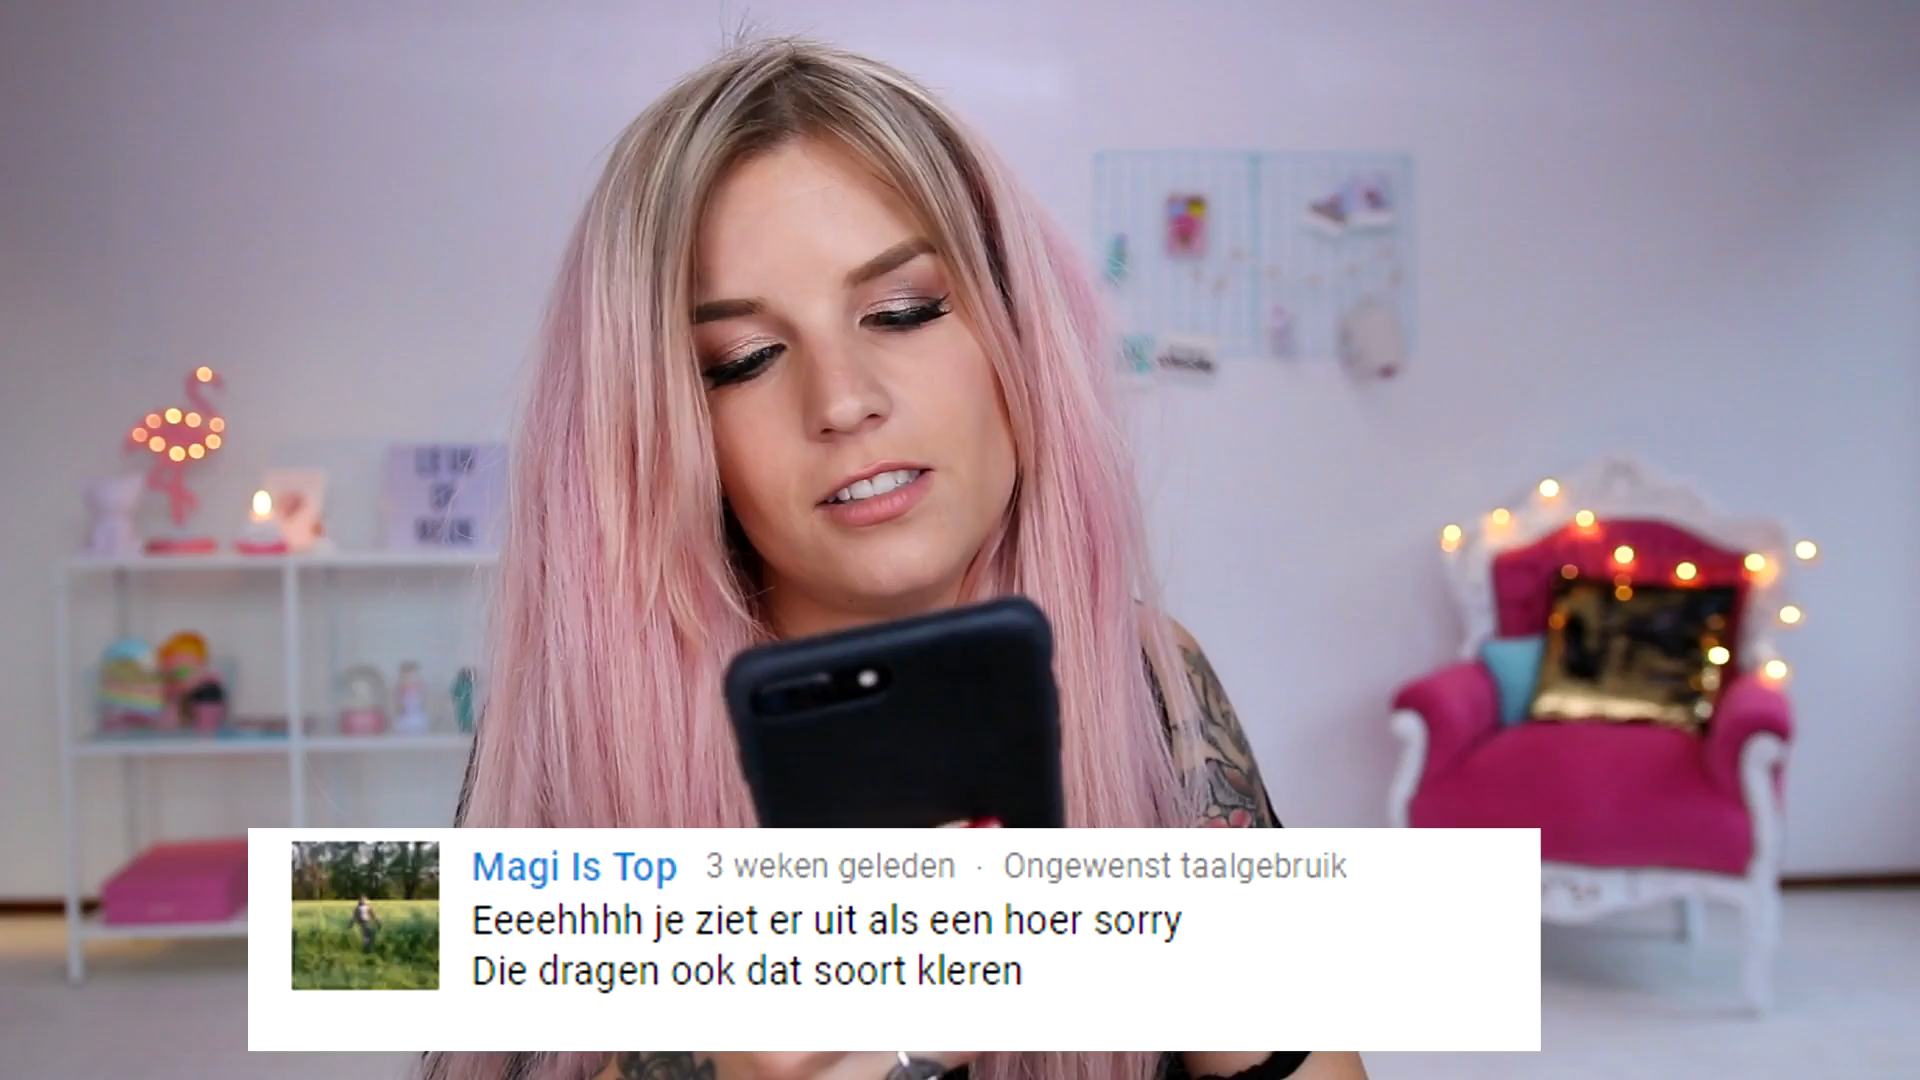 Magi Is Top 3 weken geleden · Ongewenst taalgebruik
Eeeehhhh je ziet er uit als een hoer sorry
Die dragen ook dat soort kleren